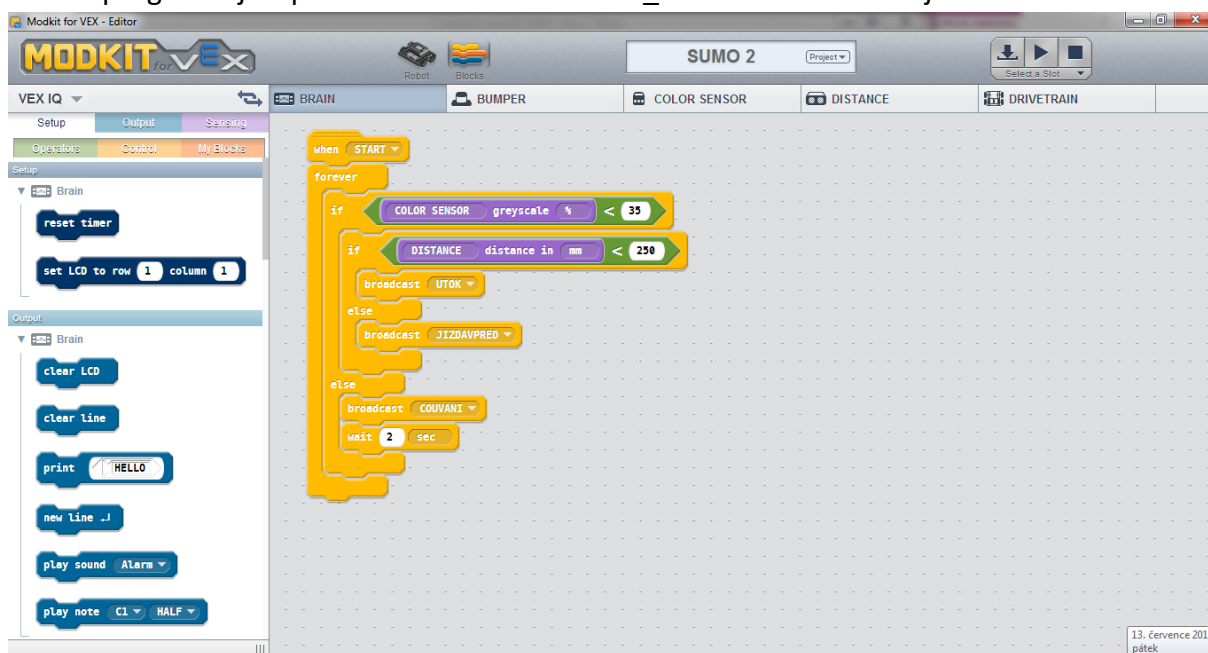 Modkit for VEX - Editor
MODKIT for VEX
Robot
Blocks
SUMO 2
Project
Select a Slot
VEX IQ
BRAIN
BUMPER
COLOR SENSOR
DISTANCE
DRIVETRAIN
Setup Output Sensing
Operators Control My Blocks
Setup
Brain
reset timer
set LCD to row 1 column 1
Output
Brain
clear LCD
clear line
print HELLO
new line
play sound Alarm
play note C1 HALF
when START
forever
if COLOR SENSOR greyscale % < 35
if DISTANCE distance in mm < 250
broadcast UTOK
else
broadcast JIZDAVPRED
else
broadcast COUVANI
wait 2 sec
13. července 201
pátek